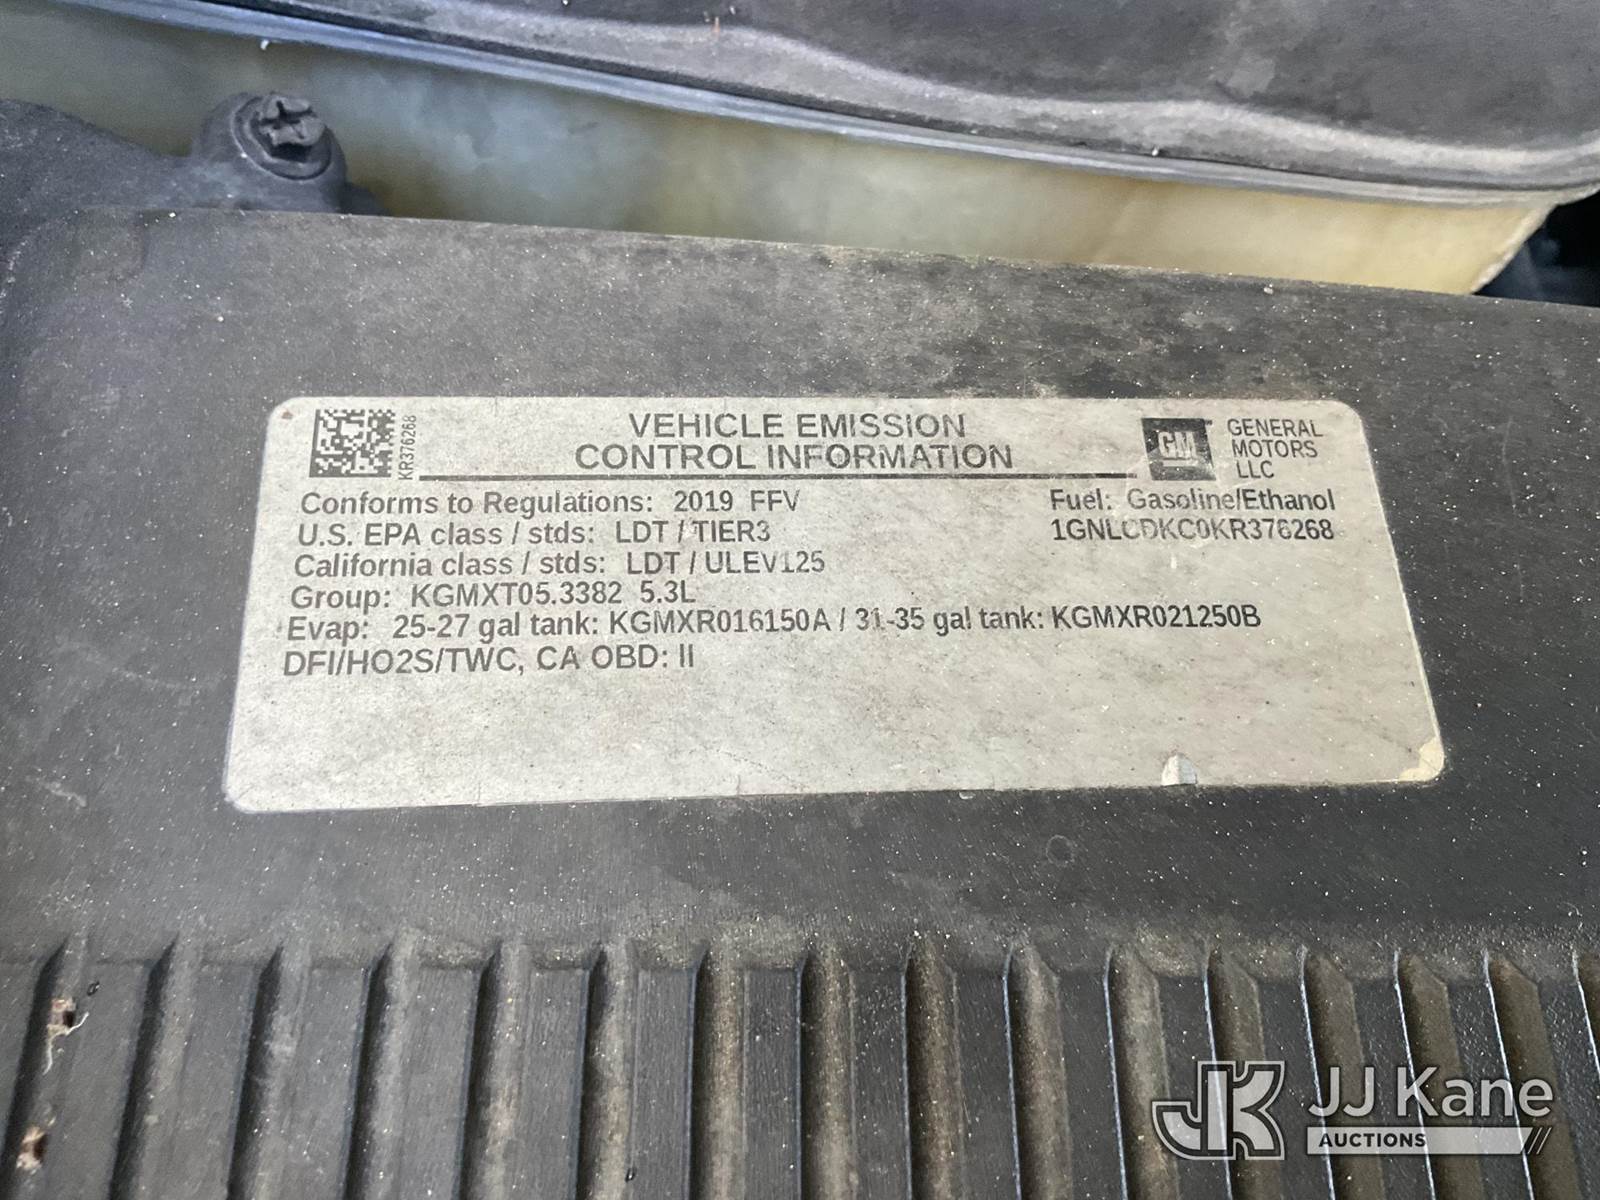 KR376268
VEHICLE EMISSION
CONTROL INFORMATION
GM
GENERAL
MOTORS
LLC
Conforms to Regulations: 2019 FFV
Fuel: Gasoline/Ethanol
U.S. EPA class / stds: LDT / TIER3
1GNLCDKC0KR376268
California class / stds: LDT / ULEV125
Group: KGMXT05.3382 5.3L
Evap: 25-27 gal tank: KGMXR016150A / 31-35 gal tank: KGMXR021250B
DFI/HO2S/TWC, CA OBD: II
JK
JJ Kane
AUCTIONS